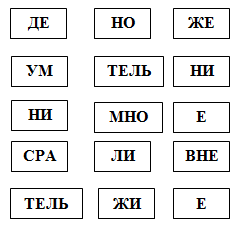 ДЕ НО ЖЕ
УМ ТЕЛЬ НИ
НИ МНО Е
СРА ЛИ ВНЕ
ТЕЛЬ ЖИ Е